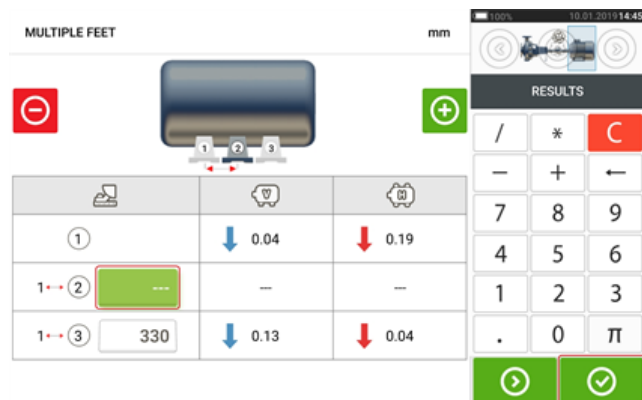 MULTIPLE FEET mm
100% 10.01.2019 14:45
RESULTS
1 2 3
V H
1 0.04 0.19
1 2 --- --- ---
1 3 330 0.13 0.04
/ * C
− + ←
7 8 9
4 5 6
1 2 3
. 0 π